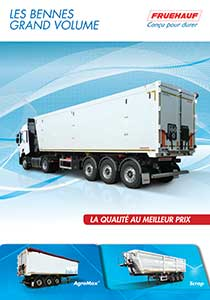 LES BENNES
GRAND VOLUME
FRUEHAUF
Conçu pour durer
LA QUALITÉ AU MEILLEUR PRIX
AgroMax
Scrap